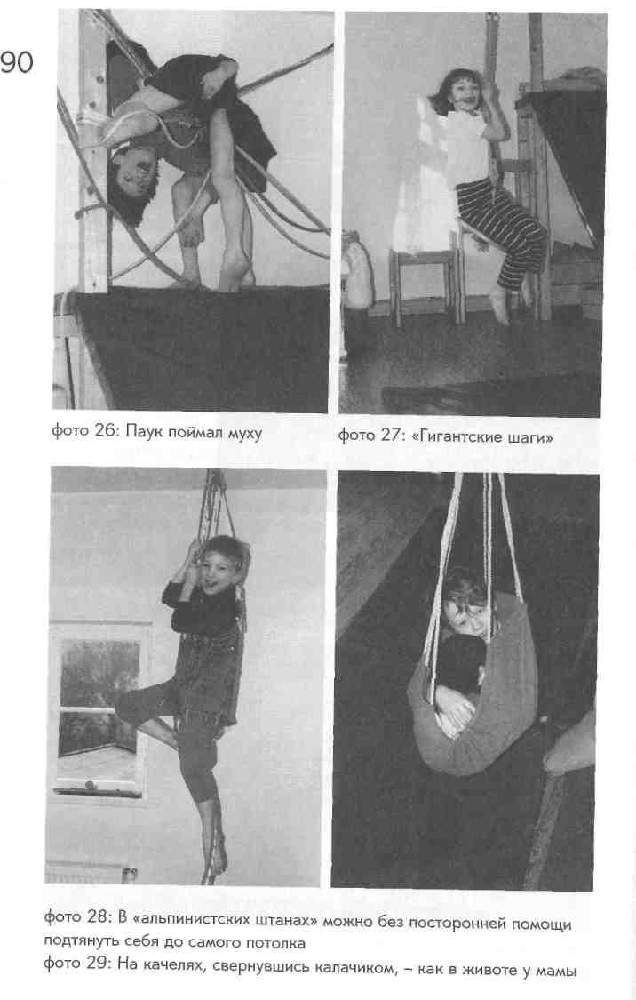 90
фото 26: Паук поймал муху
фото 27: «Гигантские шаги»
фото 28: В «альпинистских штанах» можно без посторонней помощи
подтянуть себя до самого потолка
фото 29: На качелях, свернувшись калачиком, – как в животе у мамы